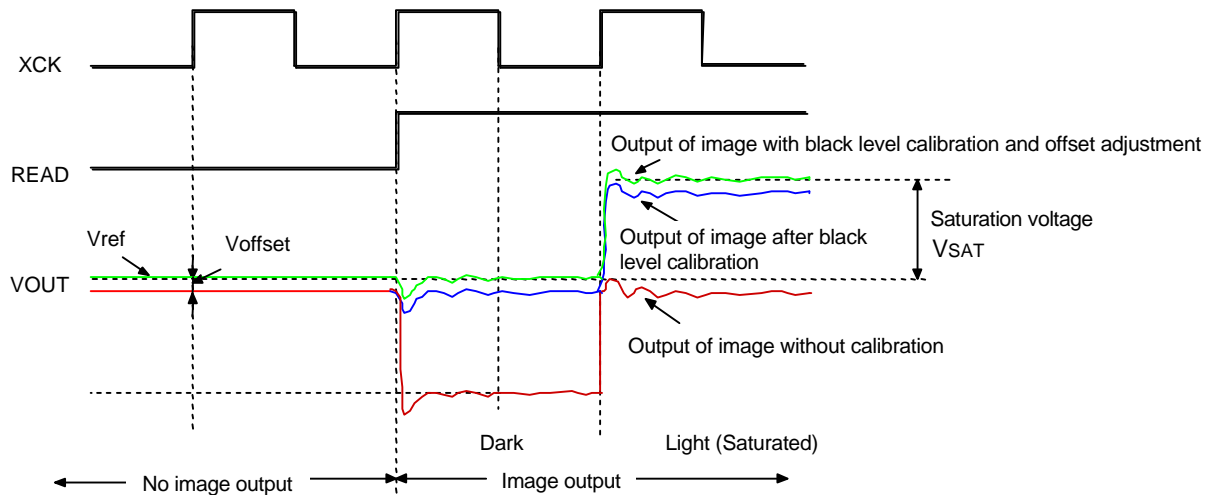 XCK
READ
Output of image with black level calibration and offset adjustment
Vref
Voffset
Output of image after black
level calibration
Saturation voltage
VSAT
VOUT
Output of image without calibration
Dark
Light (Saturated)
No image output
Image output